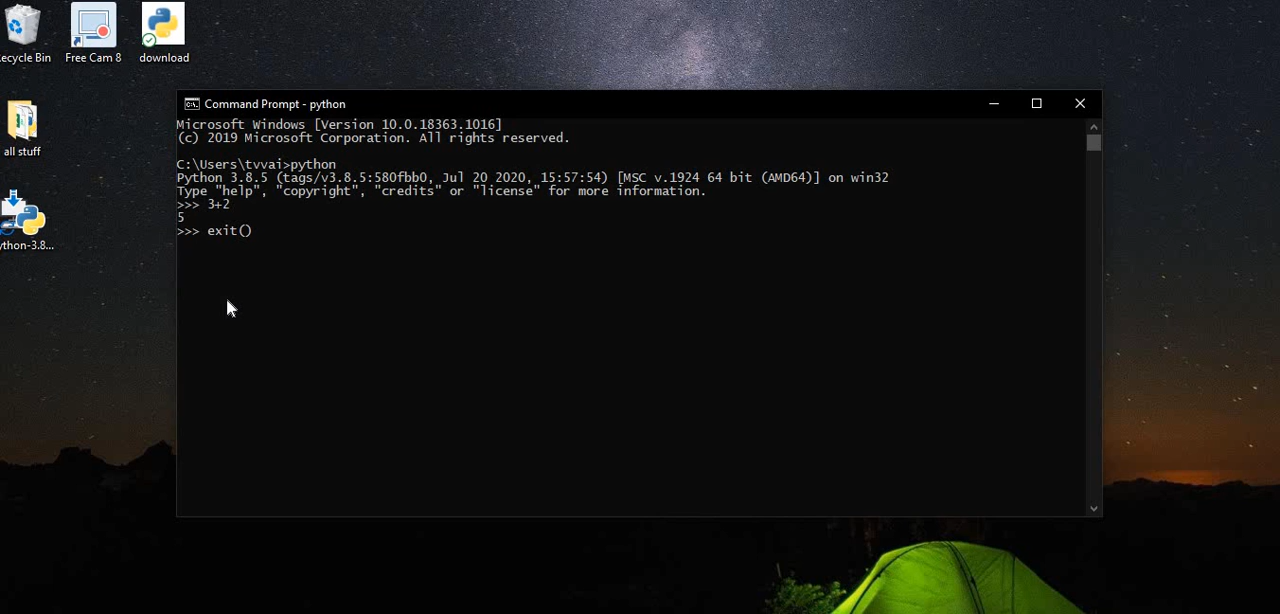 ecycle Bin
Free Cam 8
download
all stuff
ython-3.8...
C:\.
Command Prompt - python
Microsoft Windows [Version 10.0.18363.1016]
(c) 2019 Microsoft Corporation. All rights reserved.
C:\Users\tvvai>python
Python 3.8.5 (tags/v3.8.5:580fbb0, Jul 20 2020, 15:57:54) [MSC v.1924 64 bit (AMD64)] on win32
Type "help", "copyright", "credits" or "license" for more information.
>>> 3+2
5
>>> exit()